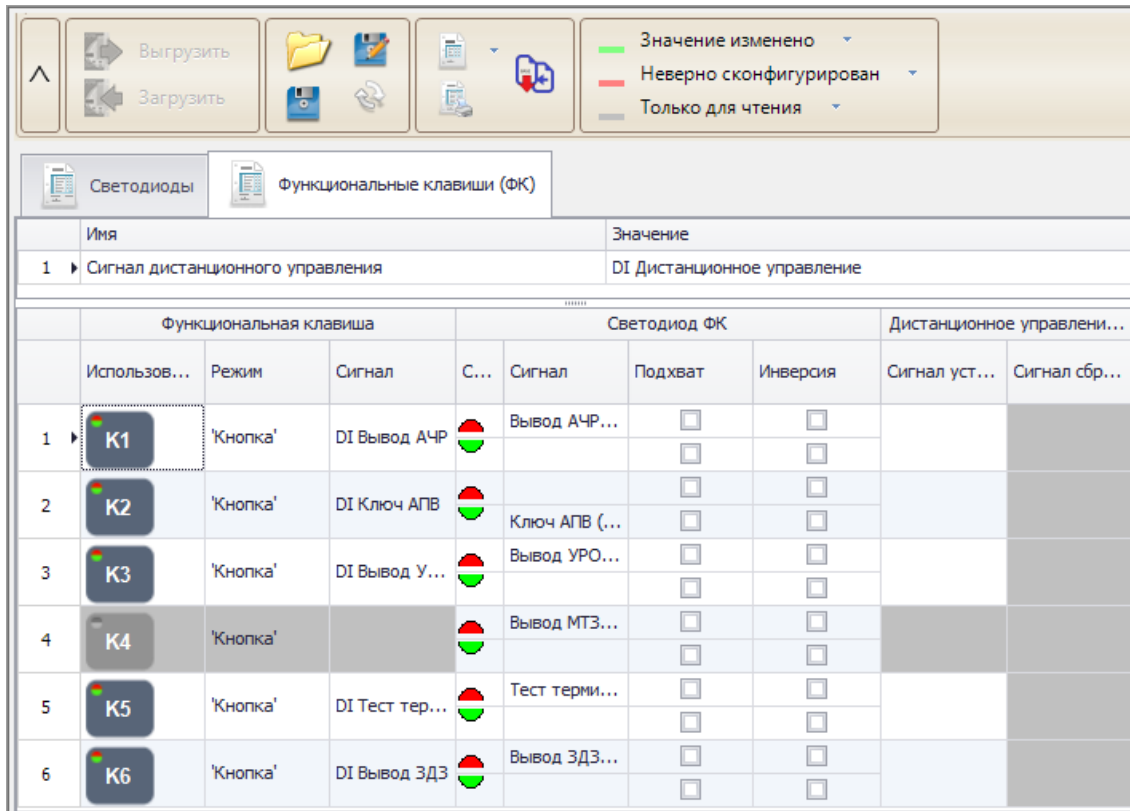 Выгрузить
Загрузить
Значение изменено
Неверно сконфигурирован
Только для чтения
Светодиоды
Функциональные клавиши (ФК)
Имя Значение
1 Сигнал дистанционного управления DI Дистанционное управление
Функциональная клавиша Светодиод ФК Дистанционное управлени...
Использов... Режим Сигнал С... Сигнал Подхват Инверсия Сигнал уст... Сигнал сбр...
1 K1 'Кнопка' DI Вывод АЧР Вывод АЧР...
2 K2 'Кнопка' DI Ключ АПВ Ключ АПВ (...
3 K3 'Кнопка' DI Вывод У... Вывод УРО...
4 K4 'Кнопка' Вывод МТЗ...
5 K5 'Кнопка' DI Тест тер... Тест терми...
6 K6 'Кнопка' DI Вывод ЗДЗ Вывод ЗДЗ...